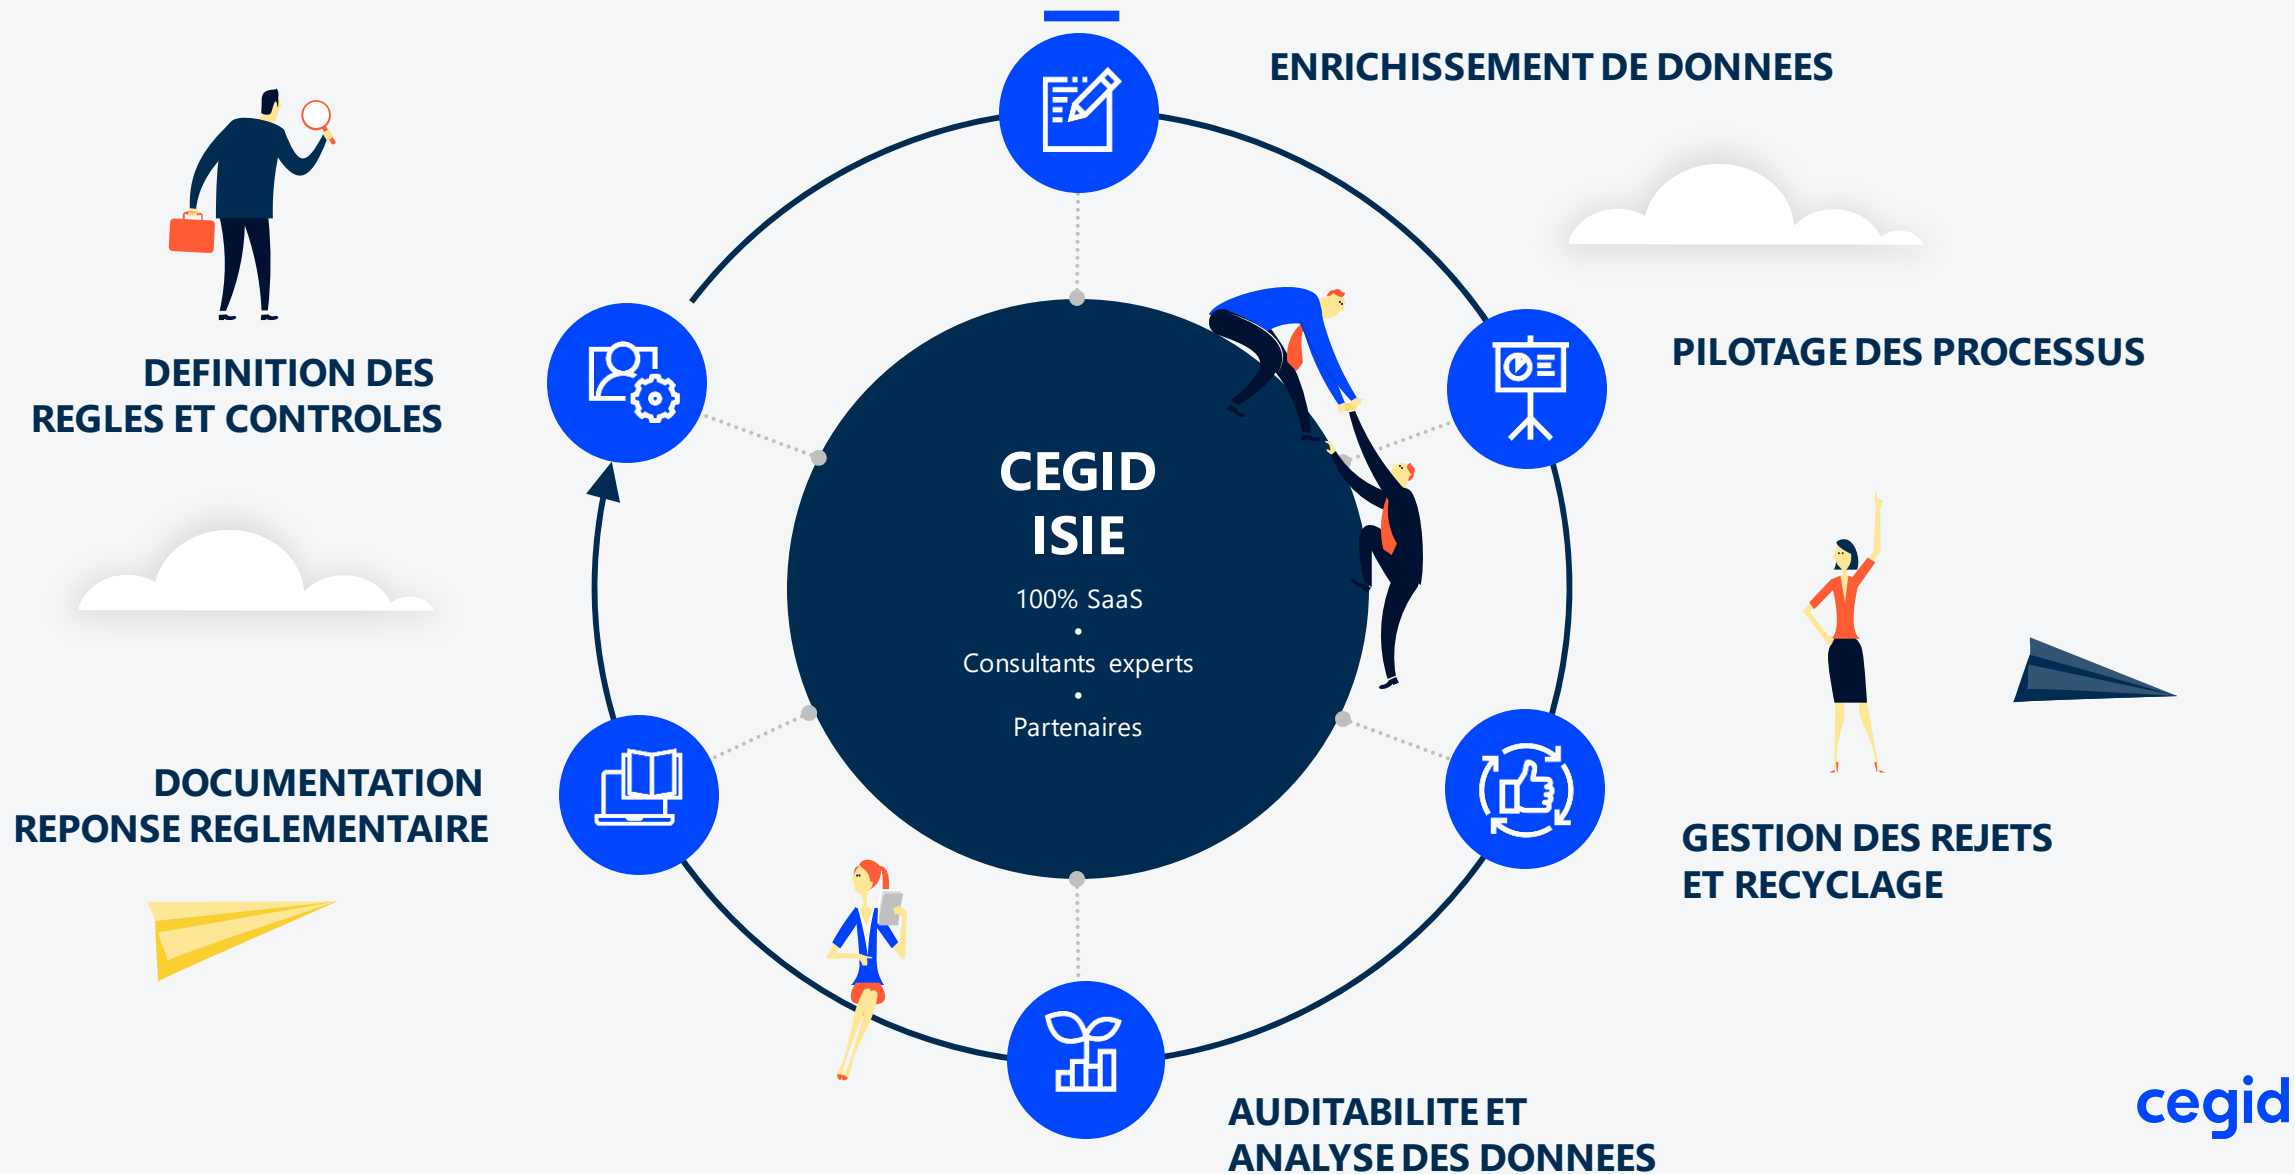 ENRICHISSEMENT DE DONNEES
PILOTAGE DES PROCESSUS
DEFINITION DES
REGLES ET CONTROLES
CEGID
ISIE
100% SaaS
•
Consultants experts
•
Partenaires
DOCUMENTATION
REPONSE REGLEMENTAIRE
GESTION DES REJETS
ET RECYCLAGE
AUDITABILITE ET
ANALYSE DES DONNEES
cegid